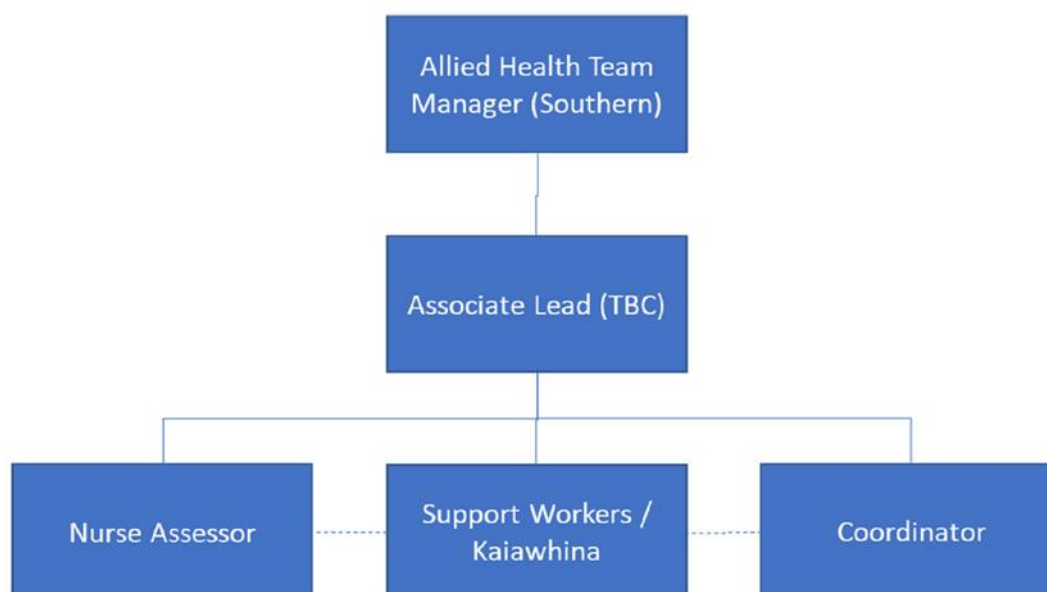 Allied Health Team
Manager (Southern)
Associate Lead (TBC)
Nurse Assessor
Support Workers /
Kaiawhina
Coordinator